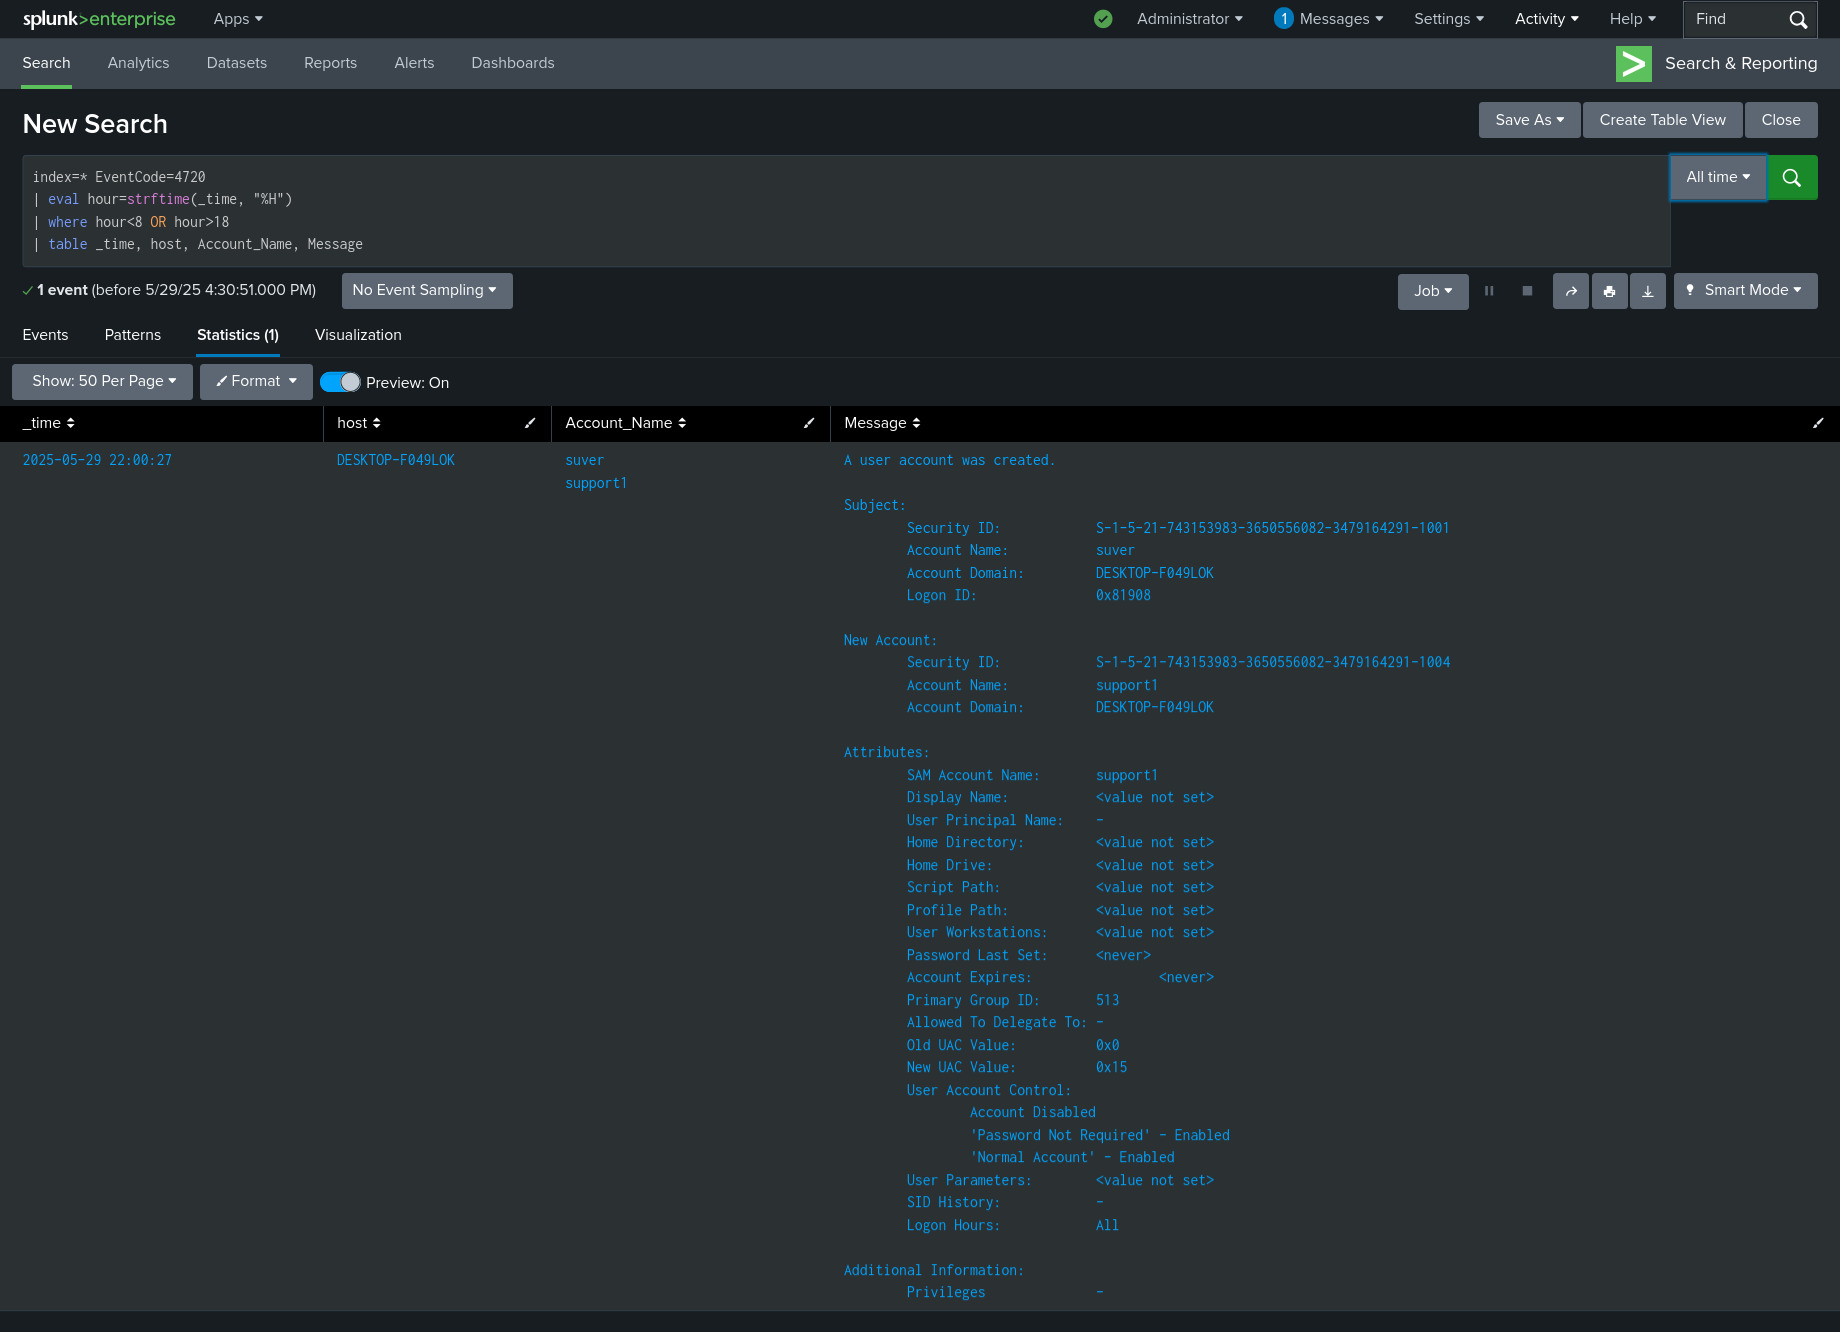 splunk>enterprise Apps Administrator 1 Messages Settings Activity Help Find
Search Analytics Datasets Reports Alerts Dashboards Search & Reporting
New Search Save As Create Table View Close
index=* EventCode=4720 All time
| eval hour=strftime(_time, "%H")
| where hour<8 OR hour>18
| table _time, host, Account_Name, Message
1 event (before 5/29/25 4:30:51.000 PM) No Event Sampling Job Smart Mode
Events Patterns Statistics (1) Visualization
Show: 50 Per Page Format Preview: On
_time host Account_Name Message
2025-05-29 22:00:27 DESKTOP-F049LOK suver A user account was created.
support1
Subject:
Security ID: S-1-5-21-743153983-3650556082-3479164291-1001
Account Name: suver
Account Domain: DESKTOP-F049LOK
Logon ID: 0x81908
New Account:
Security ID: S-1-5-21-743153983-3650556082-3479164291-1004
Account Name: support1
Account Domain: DESKTOP-F049LOK
Attributes:
SAM Account Name: support1
Display Name: <value not set>
User Principal Name: -
Home Directory: <value not set>
Home Drive: <value not set>
Script Path: <value not set>
Profile Path: <value not set>
User Workstations: <value not set>
Password Last Set: <never>
Account Expires: <never>
Primary Group ID: 513
Allowed To Delegate To: -
Old UAC Value: 0x0
New UAC Value: 0x15
User Account Control:
Account Disabled
'Password Not Required' - Enabled
'Normal Account' - Enabled
User Parameters: <value not set>
SID History: -
Logon Hours: All
Additional Information:
Privileges -